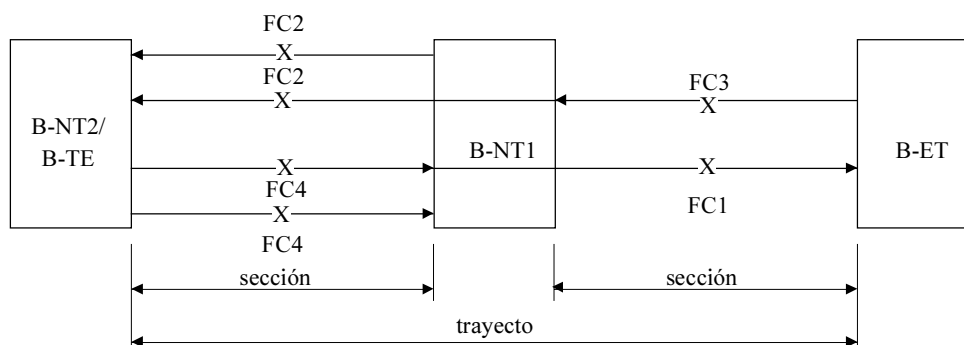 FC2
X
FC2
X
FC3
X
B-NT2/
B-TE
B-NT1
B-ET
X
X
FC4
X
FC1
FC4
sección
sección
trayecto